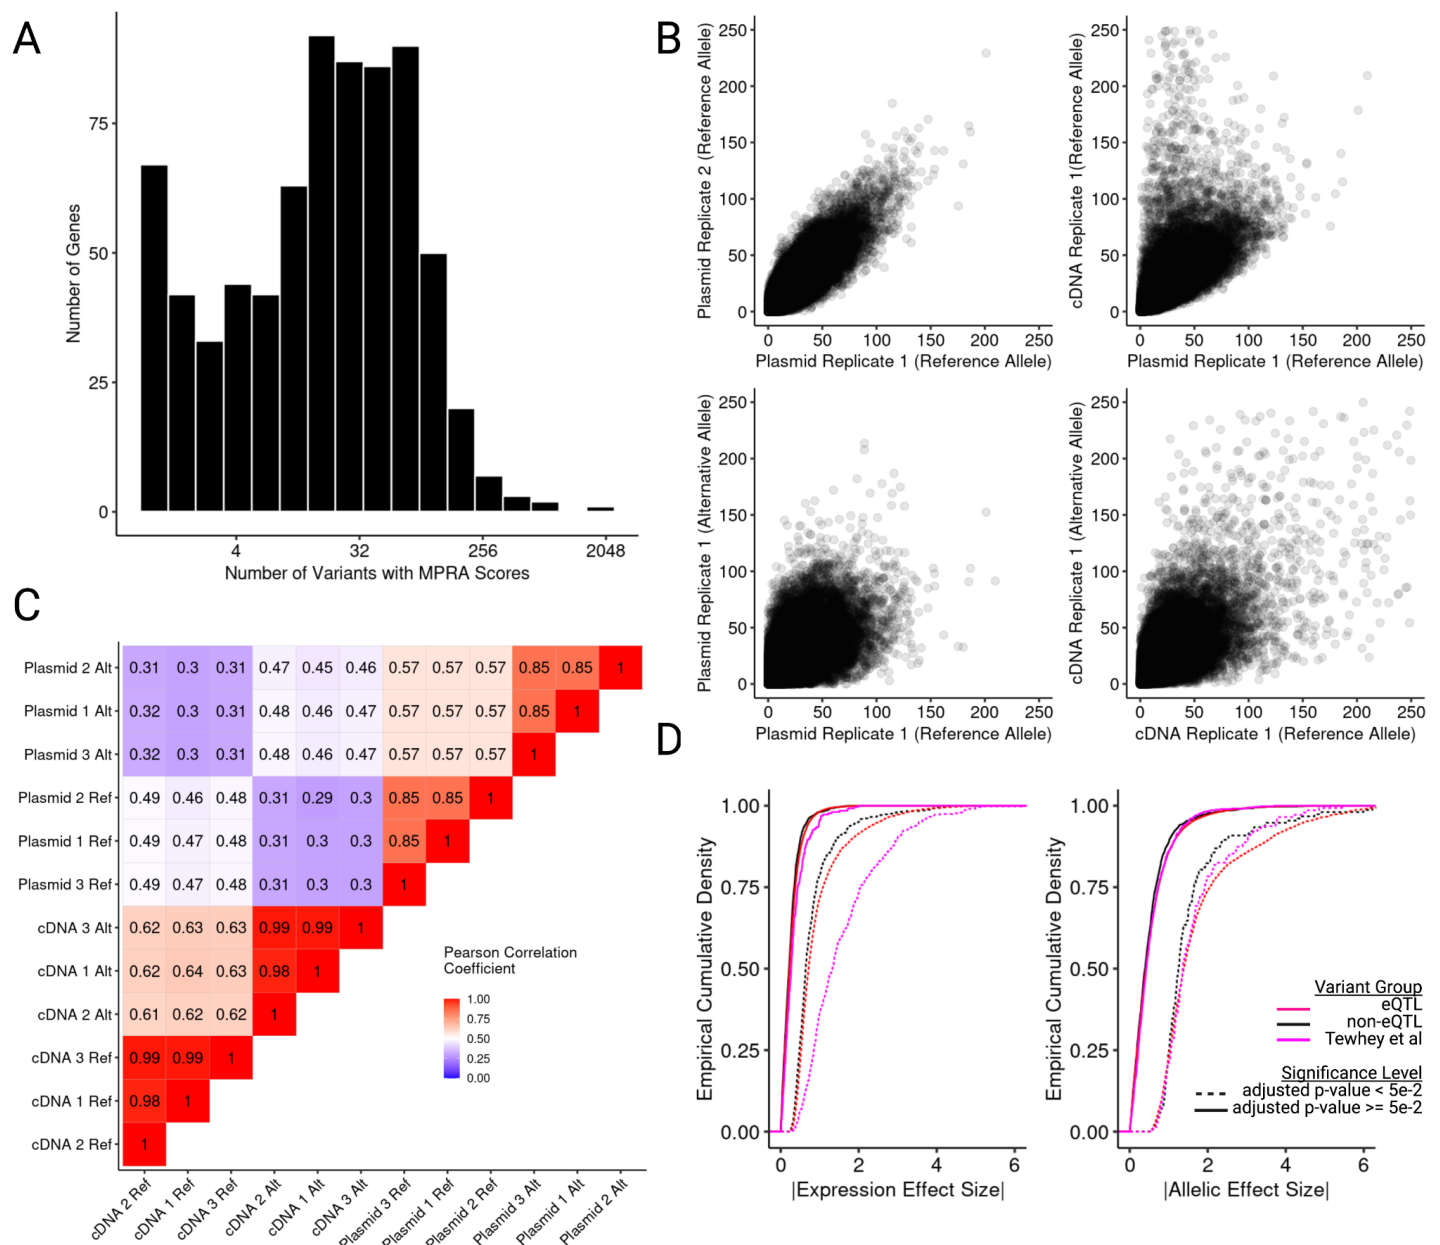 A
Number of Genes
75
50
25
0
4 32 256 2048
Number of Variants with MPRA Scores
B
Plasmid Replicate 2 (Reference Allele)
250
200
150
100
50
0
0 50 100 150 200 250
Plasmid Replicate 1 (Reference Allele)
cDNA Replicate 1(Reference Allele)
250
200
150
100
50
0
0 50 100 150 200 250
Plasmid Replicate 1 (Reference Allele)
Plasmid Replicate 1 (Alternative Allele)
250
200
150
100
50
0
0 50 100 150 200 250
Plasmid Replicate 1 (Reference Allele)
cDNA Replicate 1 (Alternative Allele)
250
200
150
100
50
0
0 50 100 150 200 250
cDNA Replicate 1 (Reference Allele)
C
Plasmid 2 Alt 0.31 0.3 0.31 0.47 0.45 0.46 0.57 0.57 0.57 0.85 0.85 1
Plasmid 1 Alt 0.32 0.3 0.31 0.48 0.46 0.47 0.57 0.57 0.57 0.85 1
Plasmid 3 Alt 0.32 0.3 0.31 0.48 0.46 0.47 0.57 0.57 0.57 1
Plasmid 2 Ref 0.49 0.46 0.48 0.31 0.29 0.3 0.85 0.85 1
Plasmid 1 Ref 0.49 0.47 0.48 0.31 0.3 0.3 0.85 1
Plasmid 3 Ref 0.49 0.47 0.48 0.31 0.3 0.3 1
cDNA 3 Alt 0.62 0.63 0.63 0.99 0.99 1
cDNA 1 Alt 0.62 0.64 0.63 0.98 1
cDNA 2 Alt 0.61 0.62 0.62 1
cDNA 3 Ref 0.99 0.99 1
cDNA 1 Ref 0.98 1
cDNA 2 Ref 1
cDNA 2 Ref cDNA 1 Ref cDNA 3 Ref cDNA 2 Alt cDNA 1 Alt cDNA 3 Alt Plasmid 3 Ref Plasmid 1 Ref Plasmid 2 Ref Plasmid 3 Alt Plasmid 1 Alt Plasmid 2 Alt
Pearson Correlation
Coefficient
1.00
0.75
0.50
0.25
0.00
D
Empirical Cumulative Density
1.00
0.75
0.50
0.25
0.00
0 2 4 6
|Expression Effect Size|
Empirical Cumulative Density
1.00
0.75
0.50
0.25
0.00
0 2 4 6
|Allelic Effect Size|
Variant Group
eQTL
non-eQTL
Tewhey et al
Significance Level
adjusted p-value < 5e-2
adjusted p-value >= 5e-2